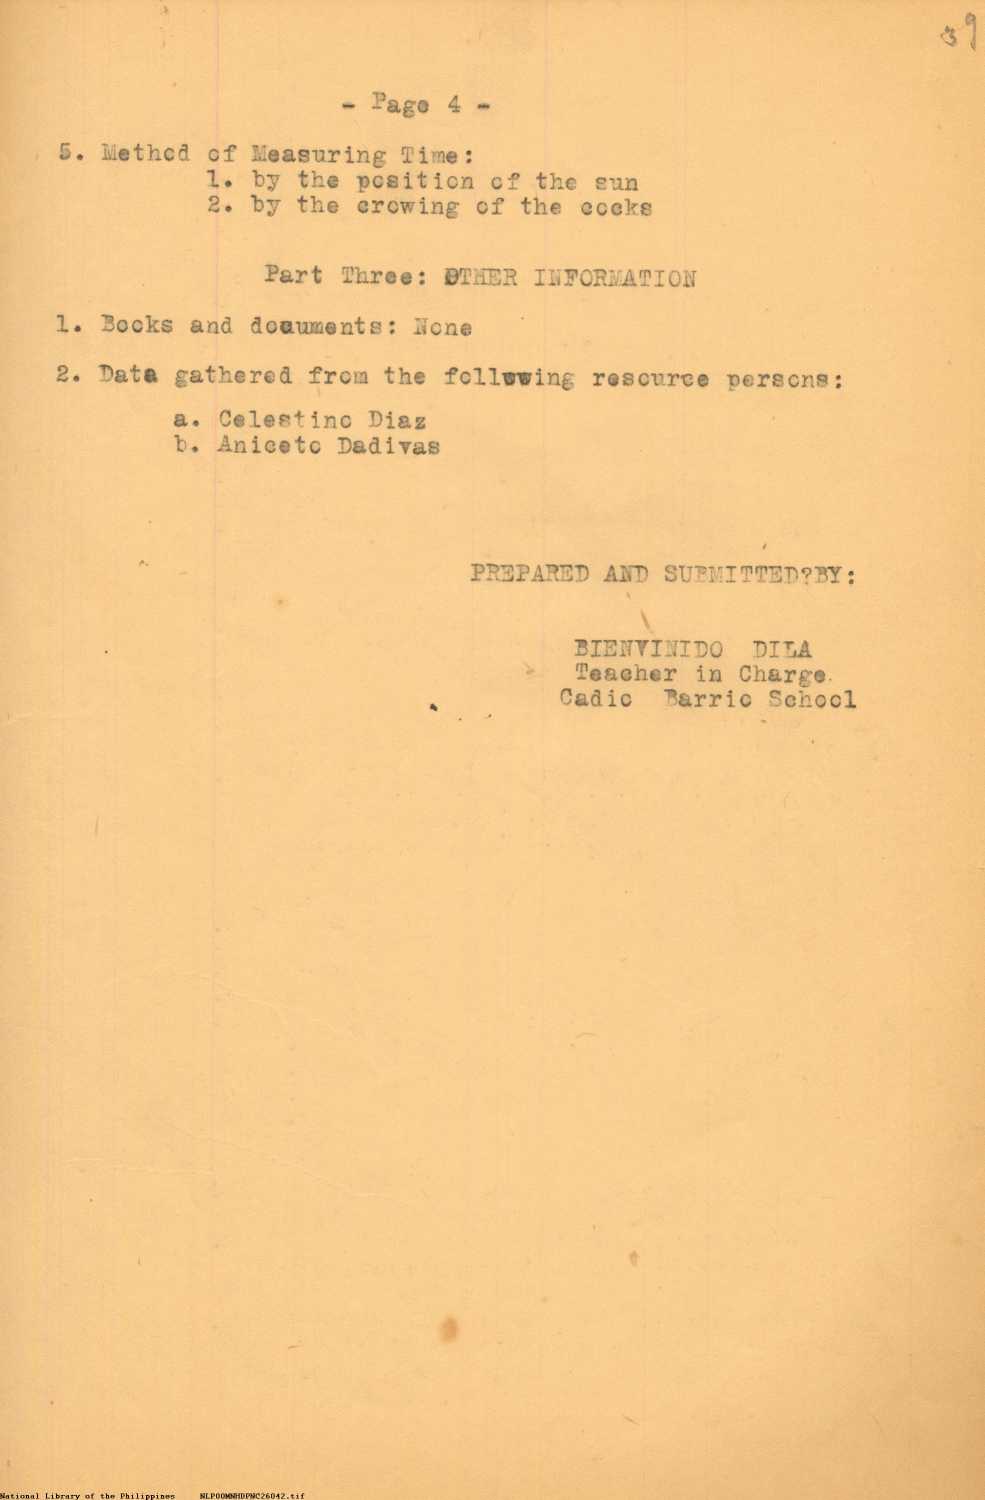 39
- Page 4 -
5. Method of Measuring Time:
1. by the position of the sun
2. by the crowing of the cocks
Part Three: OTHER INFORMATION
1. Books and documents: None
2. Data gathered from the following resource persons:
a. Celestino Diaz
b. Aniceto Dadivas
PREPARED AND SUBMITTED?BY:
BIENVINIDO DILA
Teacher in Charge.
Cadic Barrio School
National Library of the Philippines NLPOOMNHDPNC26042.tif